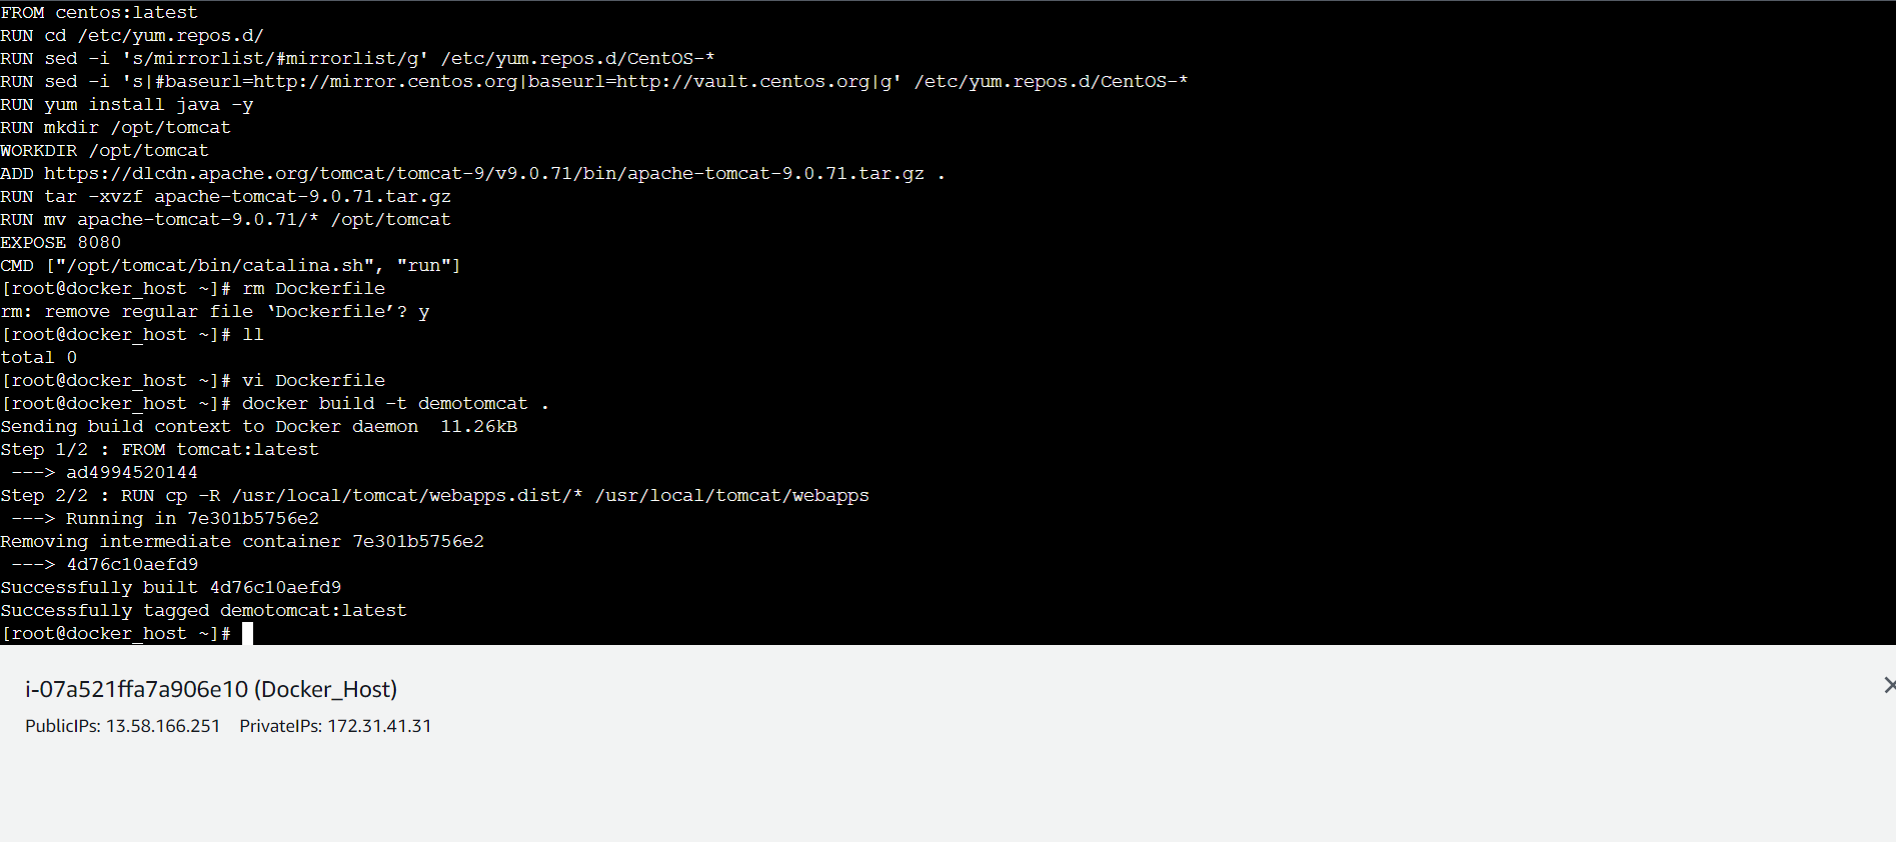 FROM centos:latest
RUN cd /etc/yum.repos.d/
RUN sed -i 's/mirrorlist/#mirrorlist/g' /etc/yum.repos.d/CentOS-*
RUN sed -i 's|#baseurl=http://mirror.centos.org|baseurl=http://vault.centos.org|g' /etc/yum.repos.d/CentOS-*
RUN yum install java -y
RUN mkdir /opt/tomcat
WORKDIR /opt/tomcat
ADD https://dlcdn.apache.org/tomcat/tomcat-9/v9.0.71/bin/apache-tomcat-9.0.71.tar.gz .
RUN tar -xvzf apache-tomcat-9.0.71.tar.gz
RUN mv apache-tomcat-9.0.71/* /opt/tomcat
EXPOSE 8080
CMD ["/opt/tomcat/bin/catalina.sh", "run"]
[root@docker_host ~]# rm Dockerfile
rm: remove regular file ‘Dockerfile’? y
[root@docker_host ~]# ll
total 0
[root@docker_host ~]# vi Dockerfile
[root@docker_host ~]# docker build -t demotomcat .
Sending build context to Docker daemon  11.26kB
Step 1/2 : FROM tomcat:latest
 ---> ad4994520144
Step 2/2 : RUN cp -R /usr/local/tomcat/webapps.dist/* /usr/local/tomcat/webapps
 ---> Running in 7e301b5756e2
Removing intermediate container 7e301b5756e2
 ---> 4d76c10aefd9
Successfully built 4d76c10aefd9
Successfully tagged demotomcat:latest
[root@docker_host ~]#
i-07a521ffa7a906e10 (Docker_Host)
PublicIPs: 13.58.166.251 PrivateIPs: 172.31.41.31